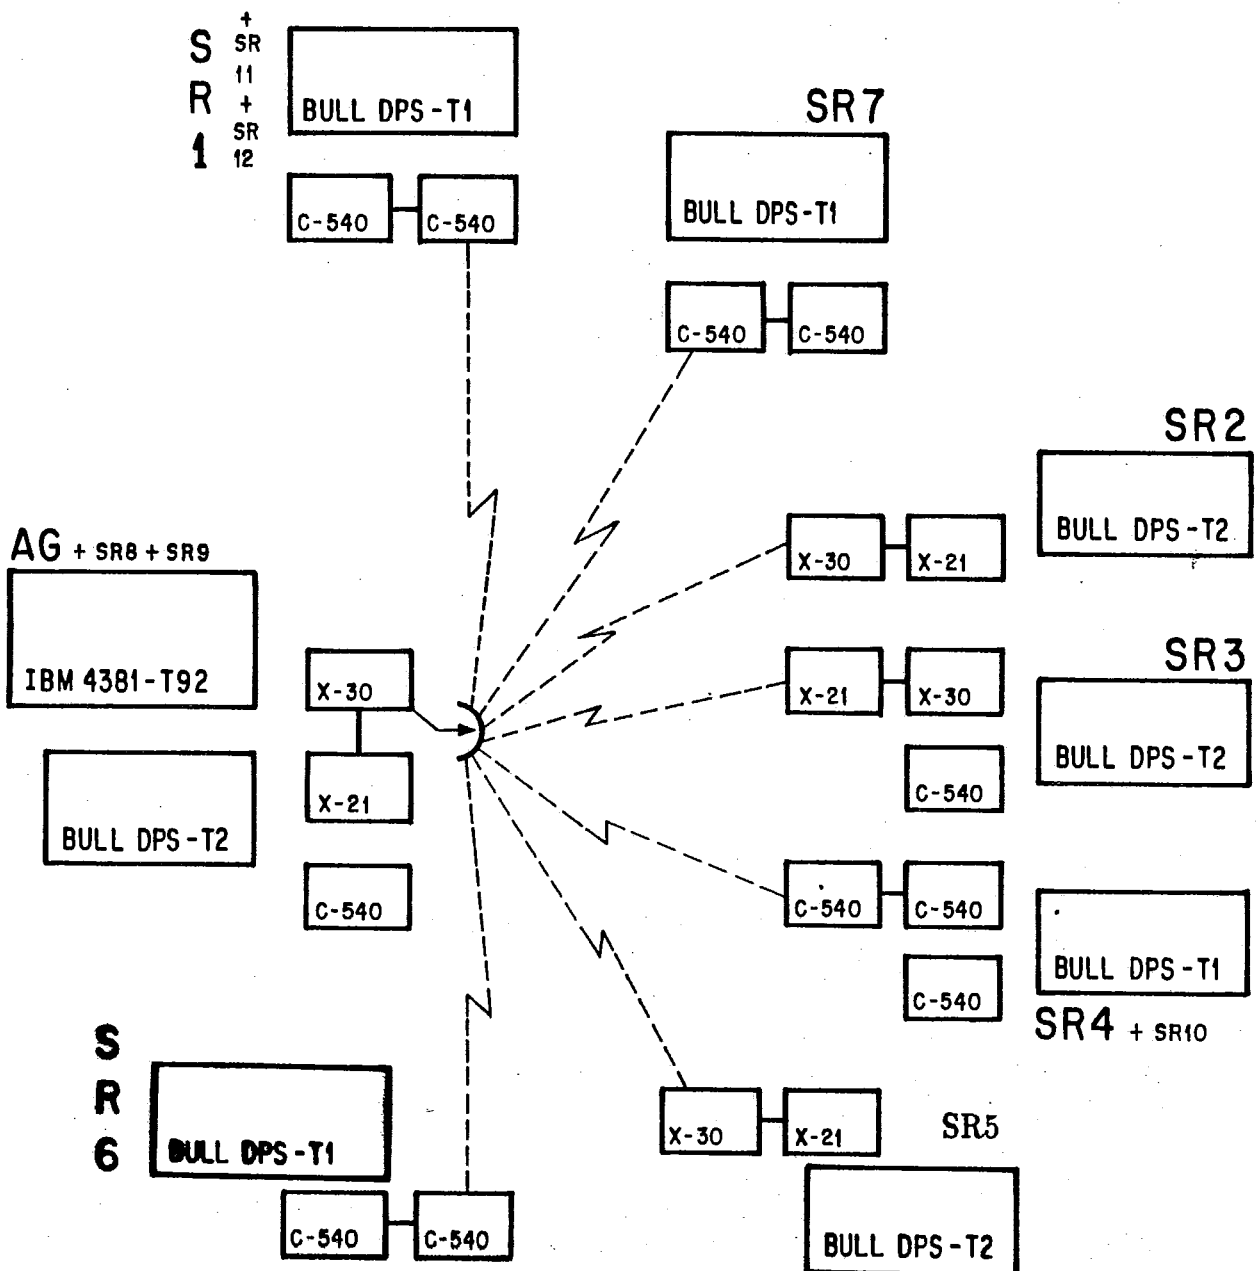 +
S SR
11
R +
1 SR
12
BULL DPS-T1
C-540 C-540
SR7
BULL DPS-T1
C-540 C-540
SR2
BULL DPS-T2
X-30 X-21
AG + SR8 + SR9
IBM 4381-T92
X-30
X-21
BULL DPS-T2
C-540
SR3
X-21 X-30
BULL DPS-T2
C-540
C-540 C-540
BULL DPS-T1
C-540
SR4 + SR10
S
R
6
BULL DPS-T1
C-540 C-540
X-30 X-21
SR5
BULL DPS-T2